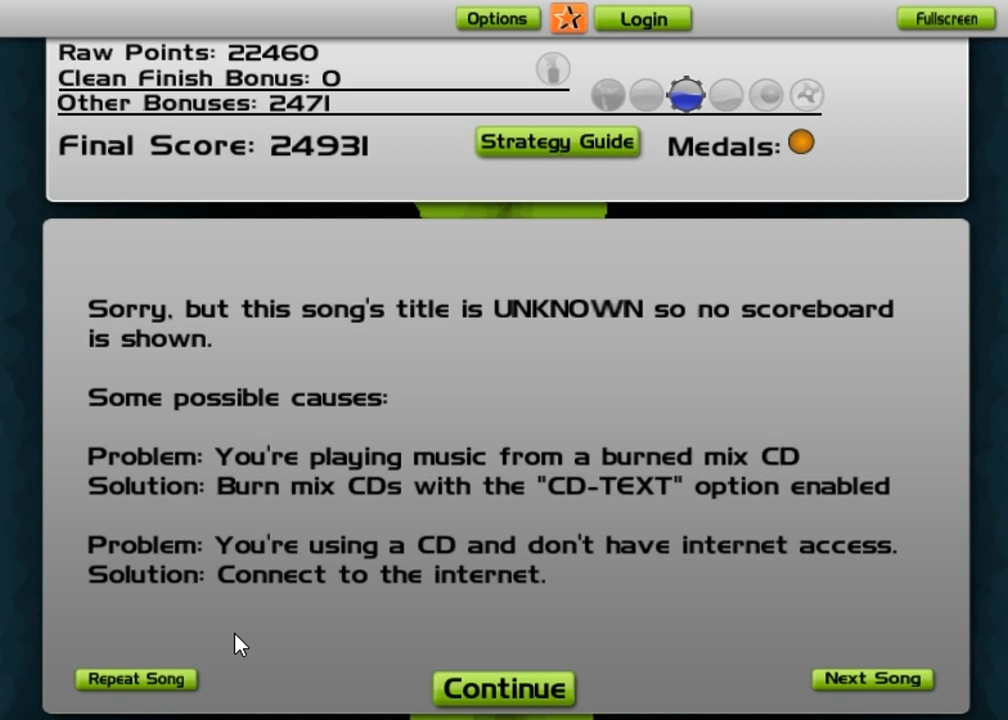 Options
Login
Fullscreen
Raw Points: 22460
Clean Finish Bonus: 0
Other Bonuses: 2471
Final Score: 24931
Strategy Guide
Medals:
Sorry, but this song's title is UNKNOWN so no scoreboard
is shown.
Some possible causes:
Problem: You're playing music from a burned mix CD
Solution: Burn mix CDs with the "CD-TEXT" option enabled
Problem: You're using a CD and don't have internet access.
Solution: Connect to the internet.
Repeat Song
Continue
Next Song